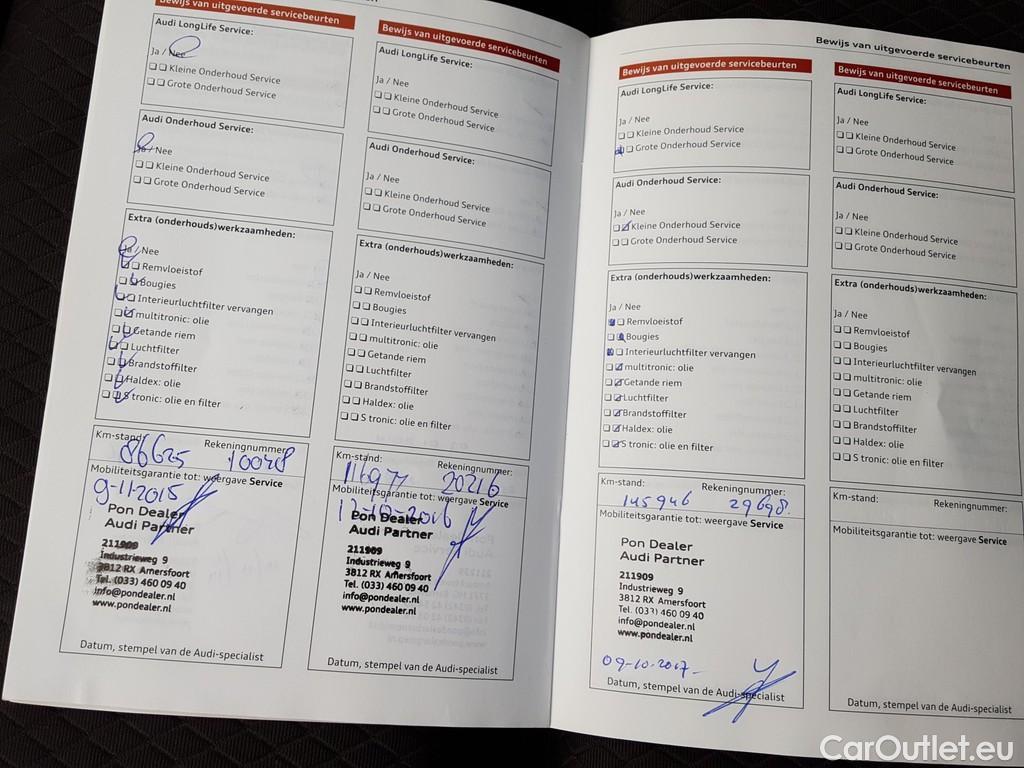 Bewijs van uitgevoerde servicebeurten
Audi LongLife Service:
Ja / Nee
Kleine Onderhoud Service
Grote Onderhoud Service
Audi Onderhoud Service:
Ja / Nee
Kleine Onderhoud Service
Grote Onderhoud Service
Extra (onderhouds)werkzaamheden:
Ja / Nee
Remvloeistof
Bougies
Interieurluchtfilter vervangen
multitronic: olie
Getande riem
Luchtfilter
Brandstoffilter
Haldex: olie
S tronic: olie en filter
Km-stand: Rekeningnummer:
86625 10048
Mobiliteitsgarantie tot: weergave Service
9-11-2015
Pon Dealer
Audi Partner
211909
Industrieweg 9
3812 RX Amersfoort
Tel. (033) 460 09 40
info@pondealer.nl
www.pondealer.nl
Datum, stempel van de Audi-specialist
Bewijs van uitgevoerde servicebeurten
Audi LongLife Service:
Ja / Nee
Kleine Onderhoud Service
Grote Onderhoud Service
Audi Onderhoud Service:
Ja / Nee
Kleine Onderhoud Service
Grote Onderhoud Service
Extra (onderhouds)werkzaamheden:
Ja / Nee
Remvloeistof
Bougies
Interieurluchtfilter vervangen
multitronic: olie
Getande riem
Luchtfilter
Brandstoffilter
Haldex: olie
S tronic: olie en filter
Km-stand: Rekeningnummer:
116977 20216
Mobiliteitsgarantie tot: weergave Service
Pon Dealer
Audi Partner
211909
Industrieweg 9
3812 RX Amersfoort
Tel. (033) 460 09 40
info@pondealer.nl
www.pondealer.nl
Datum, stempel van de Audi-specialist
Bewijs van uitgevoerde servicebeurten
Bewijs van uitgevoerde servicebeurten
Audi LongLife Service:
Ja / Nee
Kleine Onderhoud Service
Grote Onderhoud Service
Audi Onderhoud Service:
Ja / Nee
Kleine Onderhoud Service
Grote Onderhoud Service
Extra (onderhouds)werkzaamheden:
Ja / Nee
Remvloeistof
Bougies
Interieurluchtfilter vervangen
multitronic: olie
Getande riem
Luchtfilter
Brandstoffilter
Haldex: olie
S tronic: olie en filter
Km-stand: Rekeningnummer:
145946 29698
Mobiliteitsgarantie tot: weergave Service
Pon Dealer
Audi Partner
211909
Industrieweg 9
3812 RX Amersfoort
Tel. (033) 460 09 40
info@pondealer.nl
www.pondealer.nl
09-10-2017
Datum, stempel van de Audi-specialist
Bewijs van uitgevoerde servicebeurten
Audi LongLife Service:
Ja / Nee
Kleine Onderhoud Service
Grote Onderhoud Service
Audi Onderhoud Service:
Ja / Nee
Kleine Onderhoud Service
Grote Onderhoud Service
Extra (onderhouds)werkzaamheden:
Ja / Nee
Remvloeistof
Bougies
Interieurluchtfilter vervangen
multitronic: olie
Getande riem
Luchtfilter
Brandstoffilter
Haldex: olie
S tronic: olie en filter
Km-stand: Rekeningnummer:
Mobiliteitsgarantie tot: weergave Service
Datum, stempel van de Audi-specialist
CarOutlet.eu